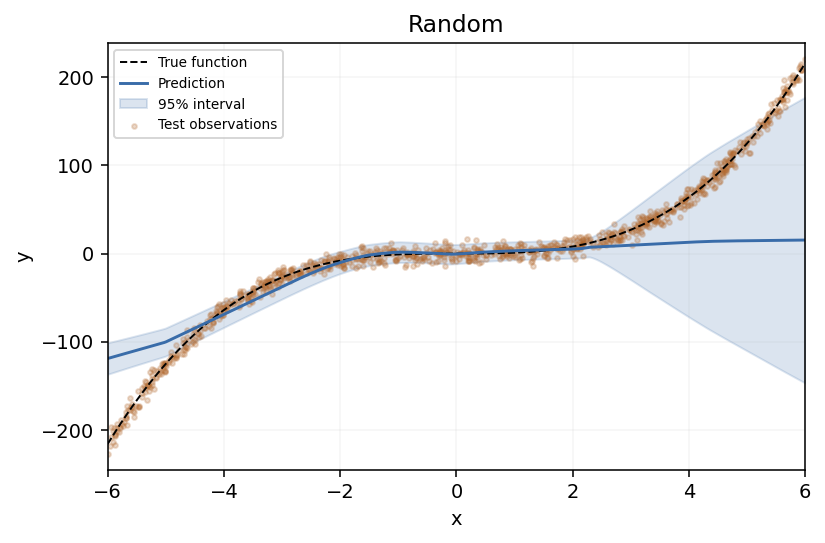 Random
True function
Prediction
95% interval
Test observations
200
100
0
−100
−200
y
−6 −4 −2 0 2 4 6
x